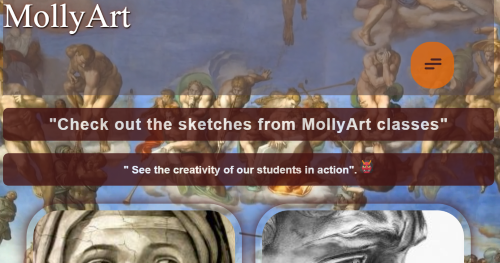 MollyArt
"Check out the sketches from MollyArt classes"
" See the creativity of our students in action". 👹